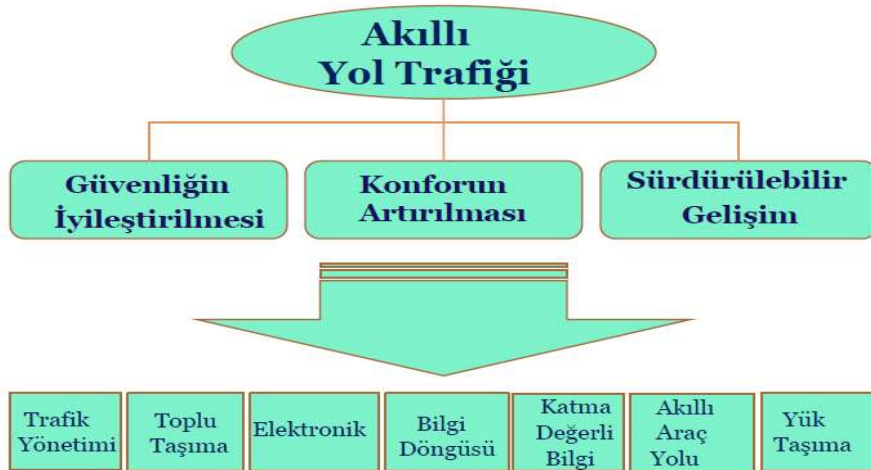 Akıllı
Yol Trafiği
Güvenliğin
İyileştirilmesi
Konforun
Artırılması
Sürdürülebilir
Gelişim
Trafik
Yönetimi
Toplu
Taşıma
Elektronik
Bilgi
Döngüsü
Katma
Değerli
Bilgi
Akıllı
Araç
Yolu
Yük
Taşıma